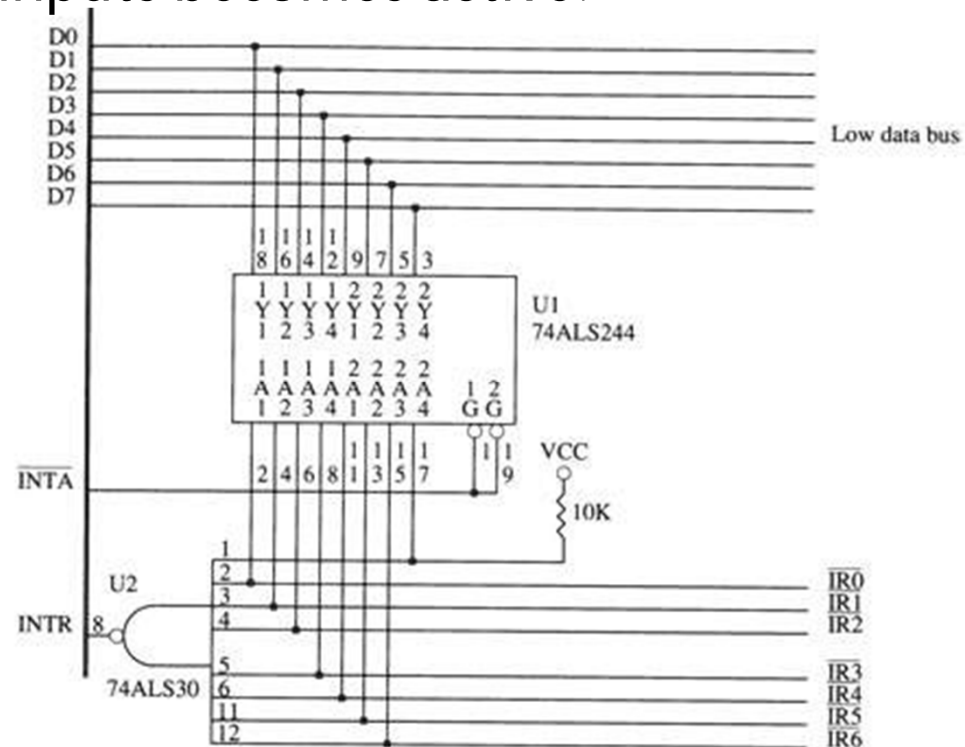 inputs becomes active.
D0
D1
D2
D3
D4
D5
D6
D7
Low data bus
1 1 1 1
8 6 4 2 9 7 5 3
1 1 1 1 2 2 2 2
Y Y Y Y Y Y Y Y
1 2 3 4 1 2 3 4
U1
74ALS244
1 1 1 1 2 2 2 2
A A A A A A A A 1 2
1 2 3 4 1 2 3 4 G G
1 1 1 1 1 1
2 4 6 8 1 3 5 7 9
VCC
INTA
10K
1
2
U2
3
4
INTR
8
5
74ALS30
6
11
12
IR0
IR1
IR2
IR3
IR4
IR5
IR6